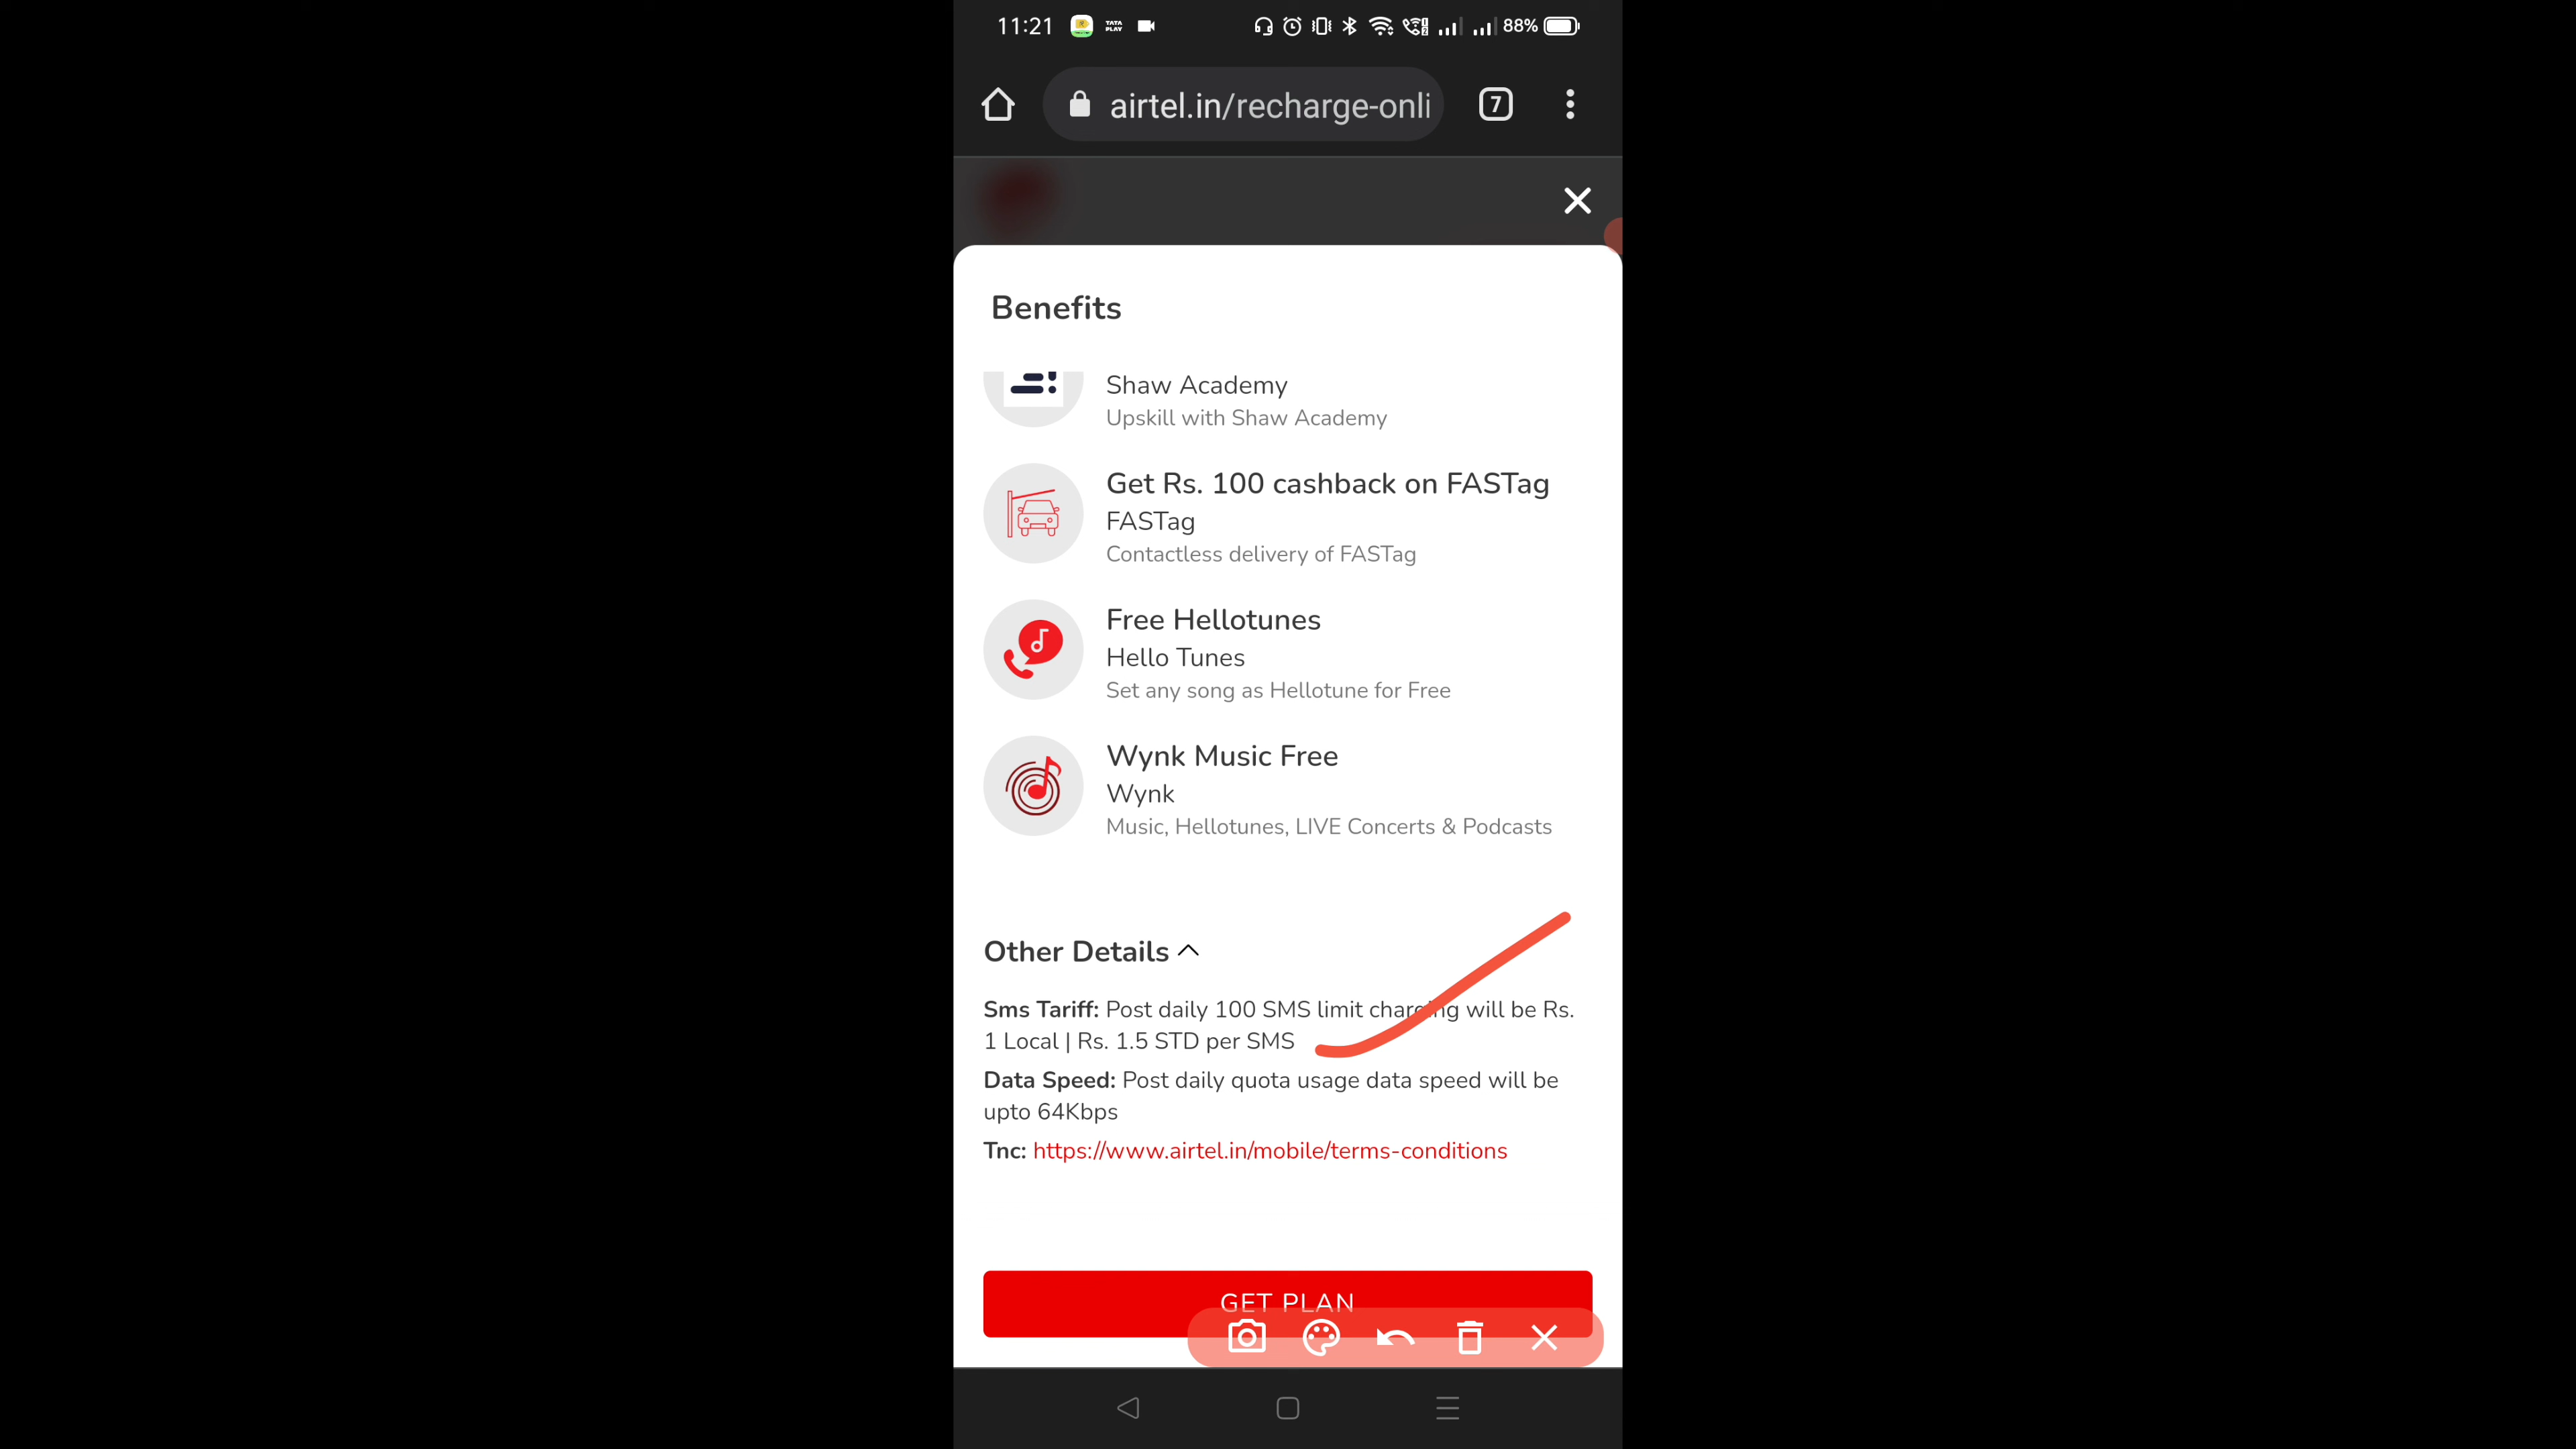 11:21
TATA
PLAY
88%
airtel.in/recharge-onli
7
Benefits
Shaw Academy
Upskill with Shaw Academy
Get Rs. 100 cashback on FASTag
FASTag
Contactless delivery of FASTag
Free Hellotunes
Hello Tunes
Set any song as Hellotune for Free
Wynk Music Free
Wynk
Music, Hellotunes, LIVE Concerts & Podcasts
Other Details
Sms Tariff: Post daily 100 SMS limit charging will be Rs.
1 Local | Rs. 1.5 STD per SMS
Data Speed: Post daily quota usage data speed will be
upto 64Kbps
Tnc: https://www.airtel.in/mobile/terms-conditions
GET PLAN